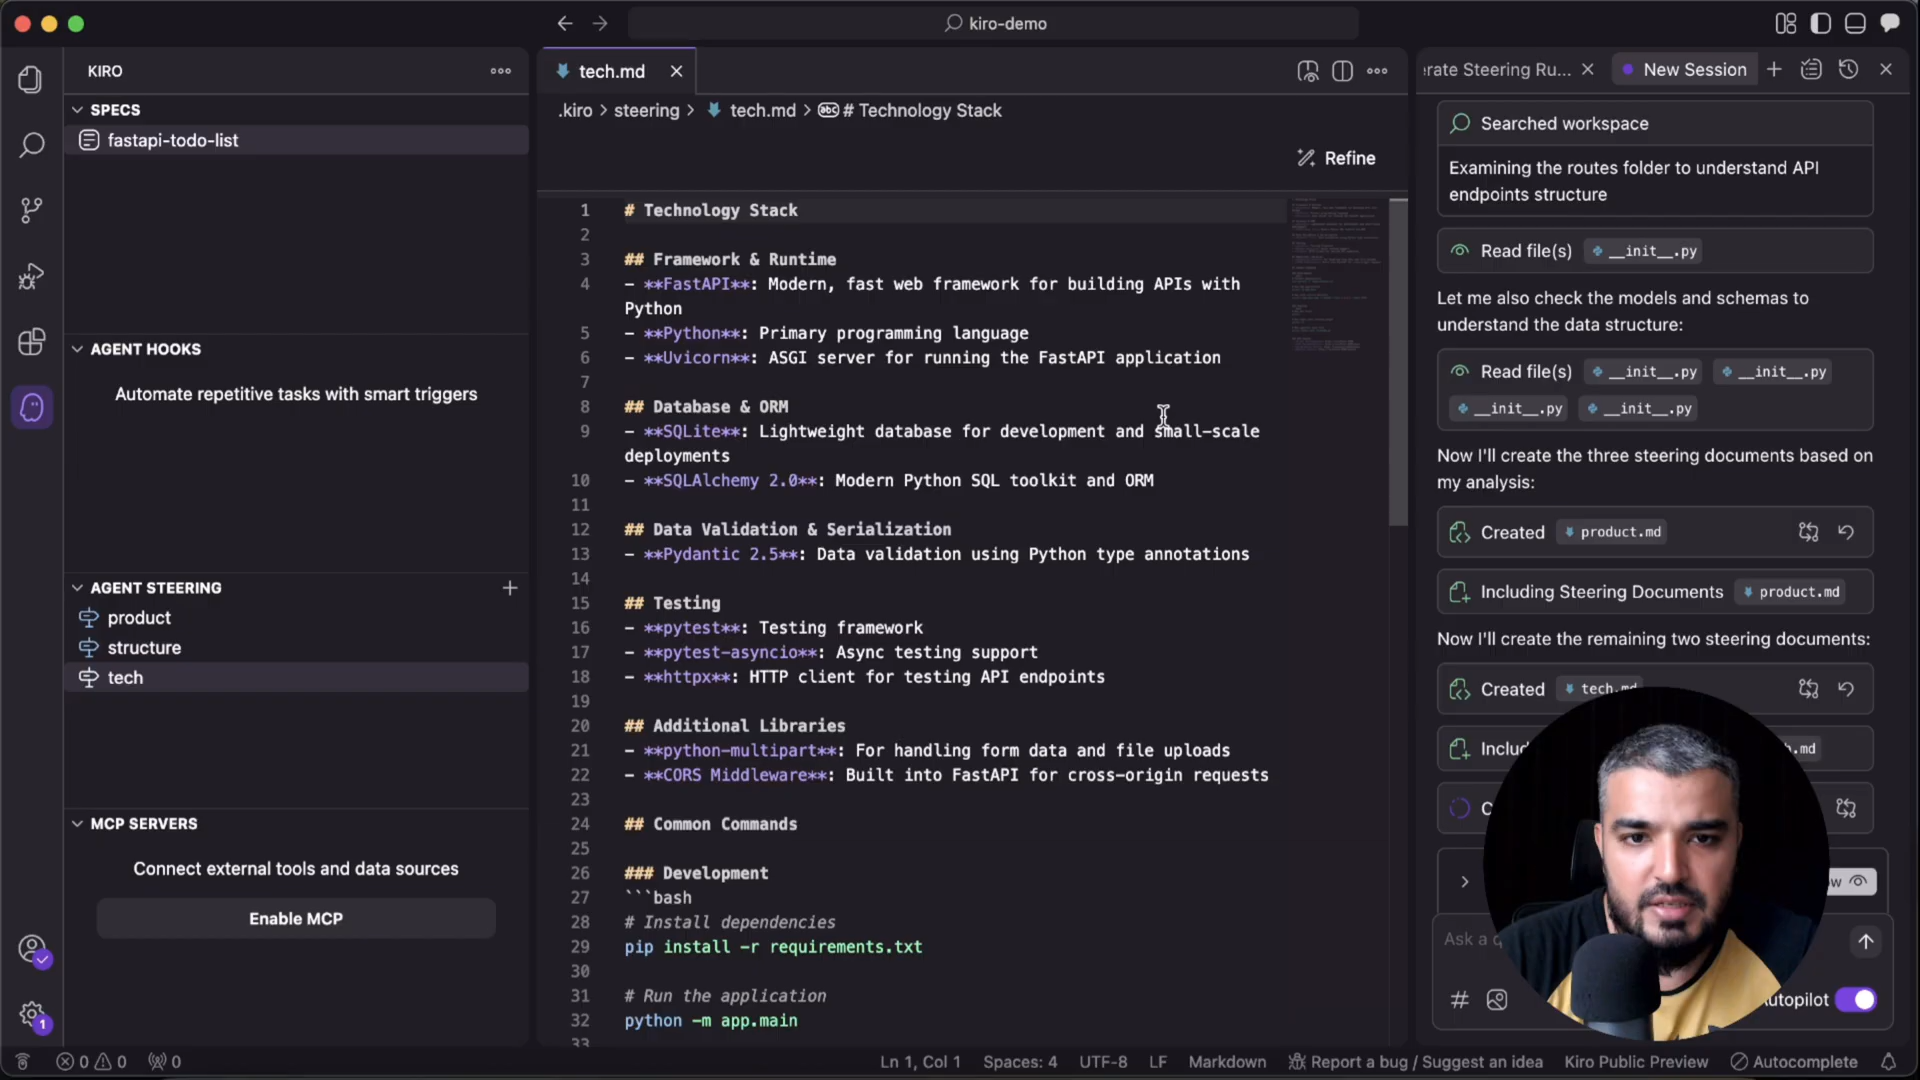 kiro-demo
KIRO
SPECS
fastapi-todo-list
AGENT HOOKS
Automate repetitive tasks with smart triggers
AGENT STEERING
product
structure
tech
MCP SERVERS
Connect external tools and data sources
Enable MCP
1
tech.md
.kiro > steering > tech.md > # Technology Stack
Refine
1 # Technology Stack
2
3 ## Framework & Runtime
4 - **FastAPI**: Modern, fast web framework for building APIs with
Python
5 - **Python**: Primary programming language
6 - **Uvicorn**: ASGI server for running the FastAPI application
7
8 ## Database & ORM
9 - **SQLite**: Lightweight database for development and small-scale
deployments
10 - **SQLAlchemy 2.0**: Modern Python SQL toolkit and ORM
11
12 ## Data Validation & Serialization
13 - **Pydantic 2.5**: Data validation using Python type annotations
14
15 ## Testing
16 - **pytest**: Testing framework
17 - **pytest-asyncio**: Async testing support
18 - **httpx**: HTTP client for testing API endpoints
19
20 ## Additional Libraries
21 - **python-multipart**: For handling form data and file uploads
22 - **CORS Middleware**: Built into FastAPI for cross-origin requests
23
24 ## Common Commands
25
26 ### Development
27 ```bash
28 # Install dependencies
29 pip install -r requirements.txt
30
31 # Run the application
32 python -m app.main
33
erate Steering Ru...
New Session
Searched workspace
Examining the routes folder to understand API
endpoints structure
Read file(s) __init__.py
Let me also check the models and schemas to
understand the data structure:
Read file(s) __init__.py __init__.py
__init__.py __init__.py
Now I'll create the three steering documents based on
my analysis:
Created product.md
Including Steering Documents product.md
Now I'll create the remaining two steering documents:
Created tech.md
Includ
.md
C
Ask a q
utopilot
0 0 0
Ln 1, Col 1 Spaces: 4 UTF-8 LF Markdown Report a bug / Suggest an idea Kiro Public Preview Autocomplete